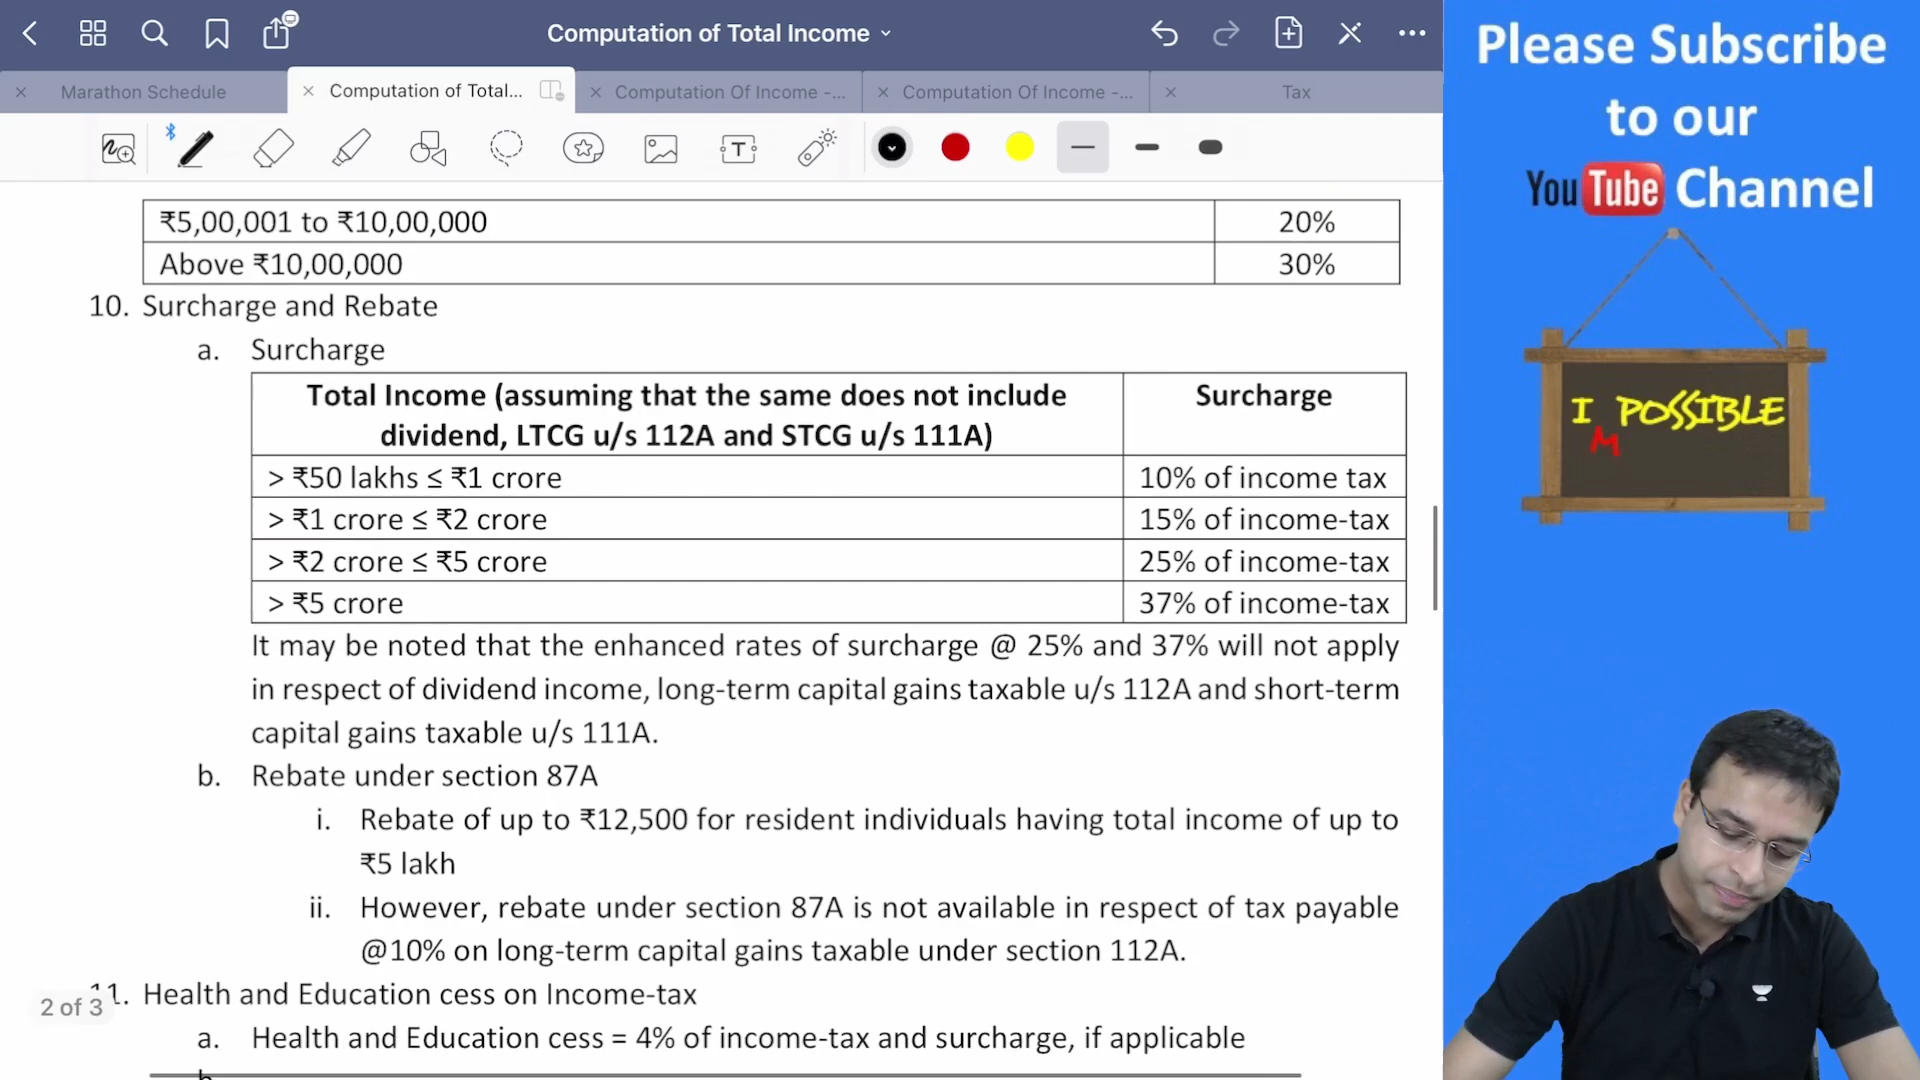 Computation of Total Income
Marathon Schedule
Computation of Total...
Computation Of Income -...
Computation Of Income -...
Tax
T
₹5,00,001 to ₹10,00,000 20%
Above ₹10,00,000 30%
10. Surcharge and Rebate
a. Surcharge
Total Income (assuming that the same does not include Surcharge
dividend, LTCG u/s 112A and STCG u/s 111A)
> ₹50 lakhs ≤ ₹1 crore 10% of income tax
> ₹1 crore ≤ ₹2 crore 15% of income-tax
> ₹2 crore ≤ ₹5 crore 25% of income-tax
> ₹5 crore 37% of income-tax
It may be noted that the enhanced rates of surcharge @ 25% and 37% will not apply
in respect of dividend income, long-term capital gains taxable u/s 112A and short-term
capital gains taxable u/s 111A.
b. Rebate under section 87A
i. Rebate of up to ₹12,500 for resident individuals having total income of up to
₹5 lakh
ii. However, rebate under section 87A is not available in respect of tax payable
@10% on long-term capital gains taxable under section 112A.
11. Health and Education cess on Income-tax
2 of 3
a. Health and Education cess = 4% of income-tax and surcharge, if applicable
Please Subscribe
to our
YouTube Channel
I POSSIBLE
M